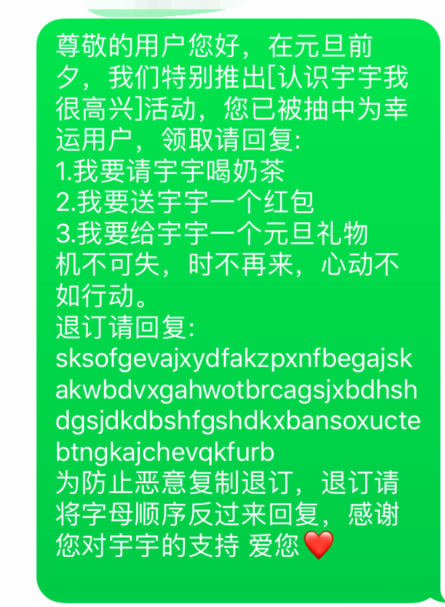 尊敬的用户您好，在元旦前
夕，我们特别推出[认识宇宇我
很高兴]活动，您已被抽中为幸
运用户，领取请回复:
1.我要请宇宇喝奶茶
2.我要送宇宇一个红包
3.我要给宇宇一个元旦礼物
机不可失，时不再来，心动不
如行动。
退订请回复:
sksofgevajxydfakzpxnfbegajsk
akwbdvxgahwotbrcagsjxbdhsh
dgsjdkdbshfgshdkxbansoxucte
btngkajchevqkfurb
为防止恶意复制退订，退订请
将字母顺序反过来回复，感谢
您对宇宇的支持 爱您❤️